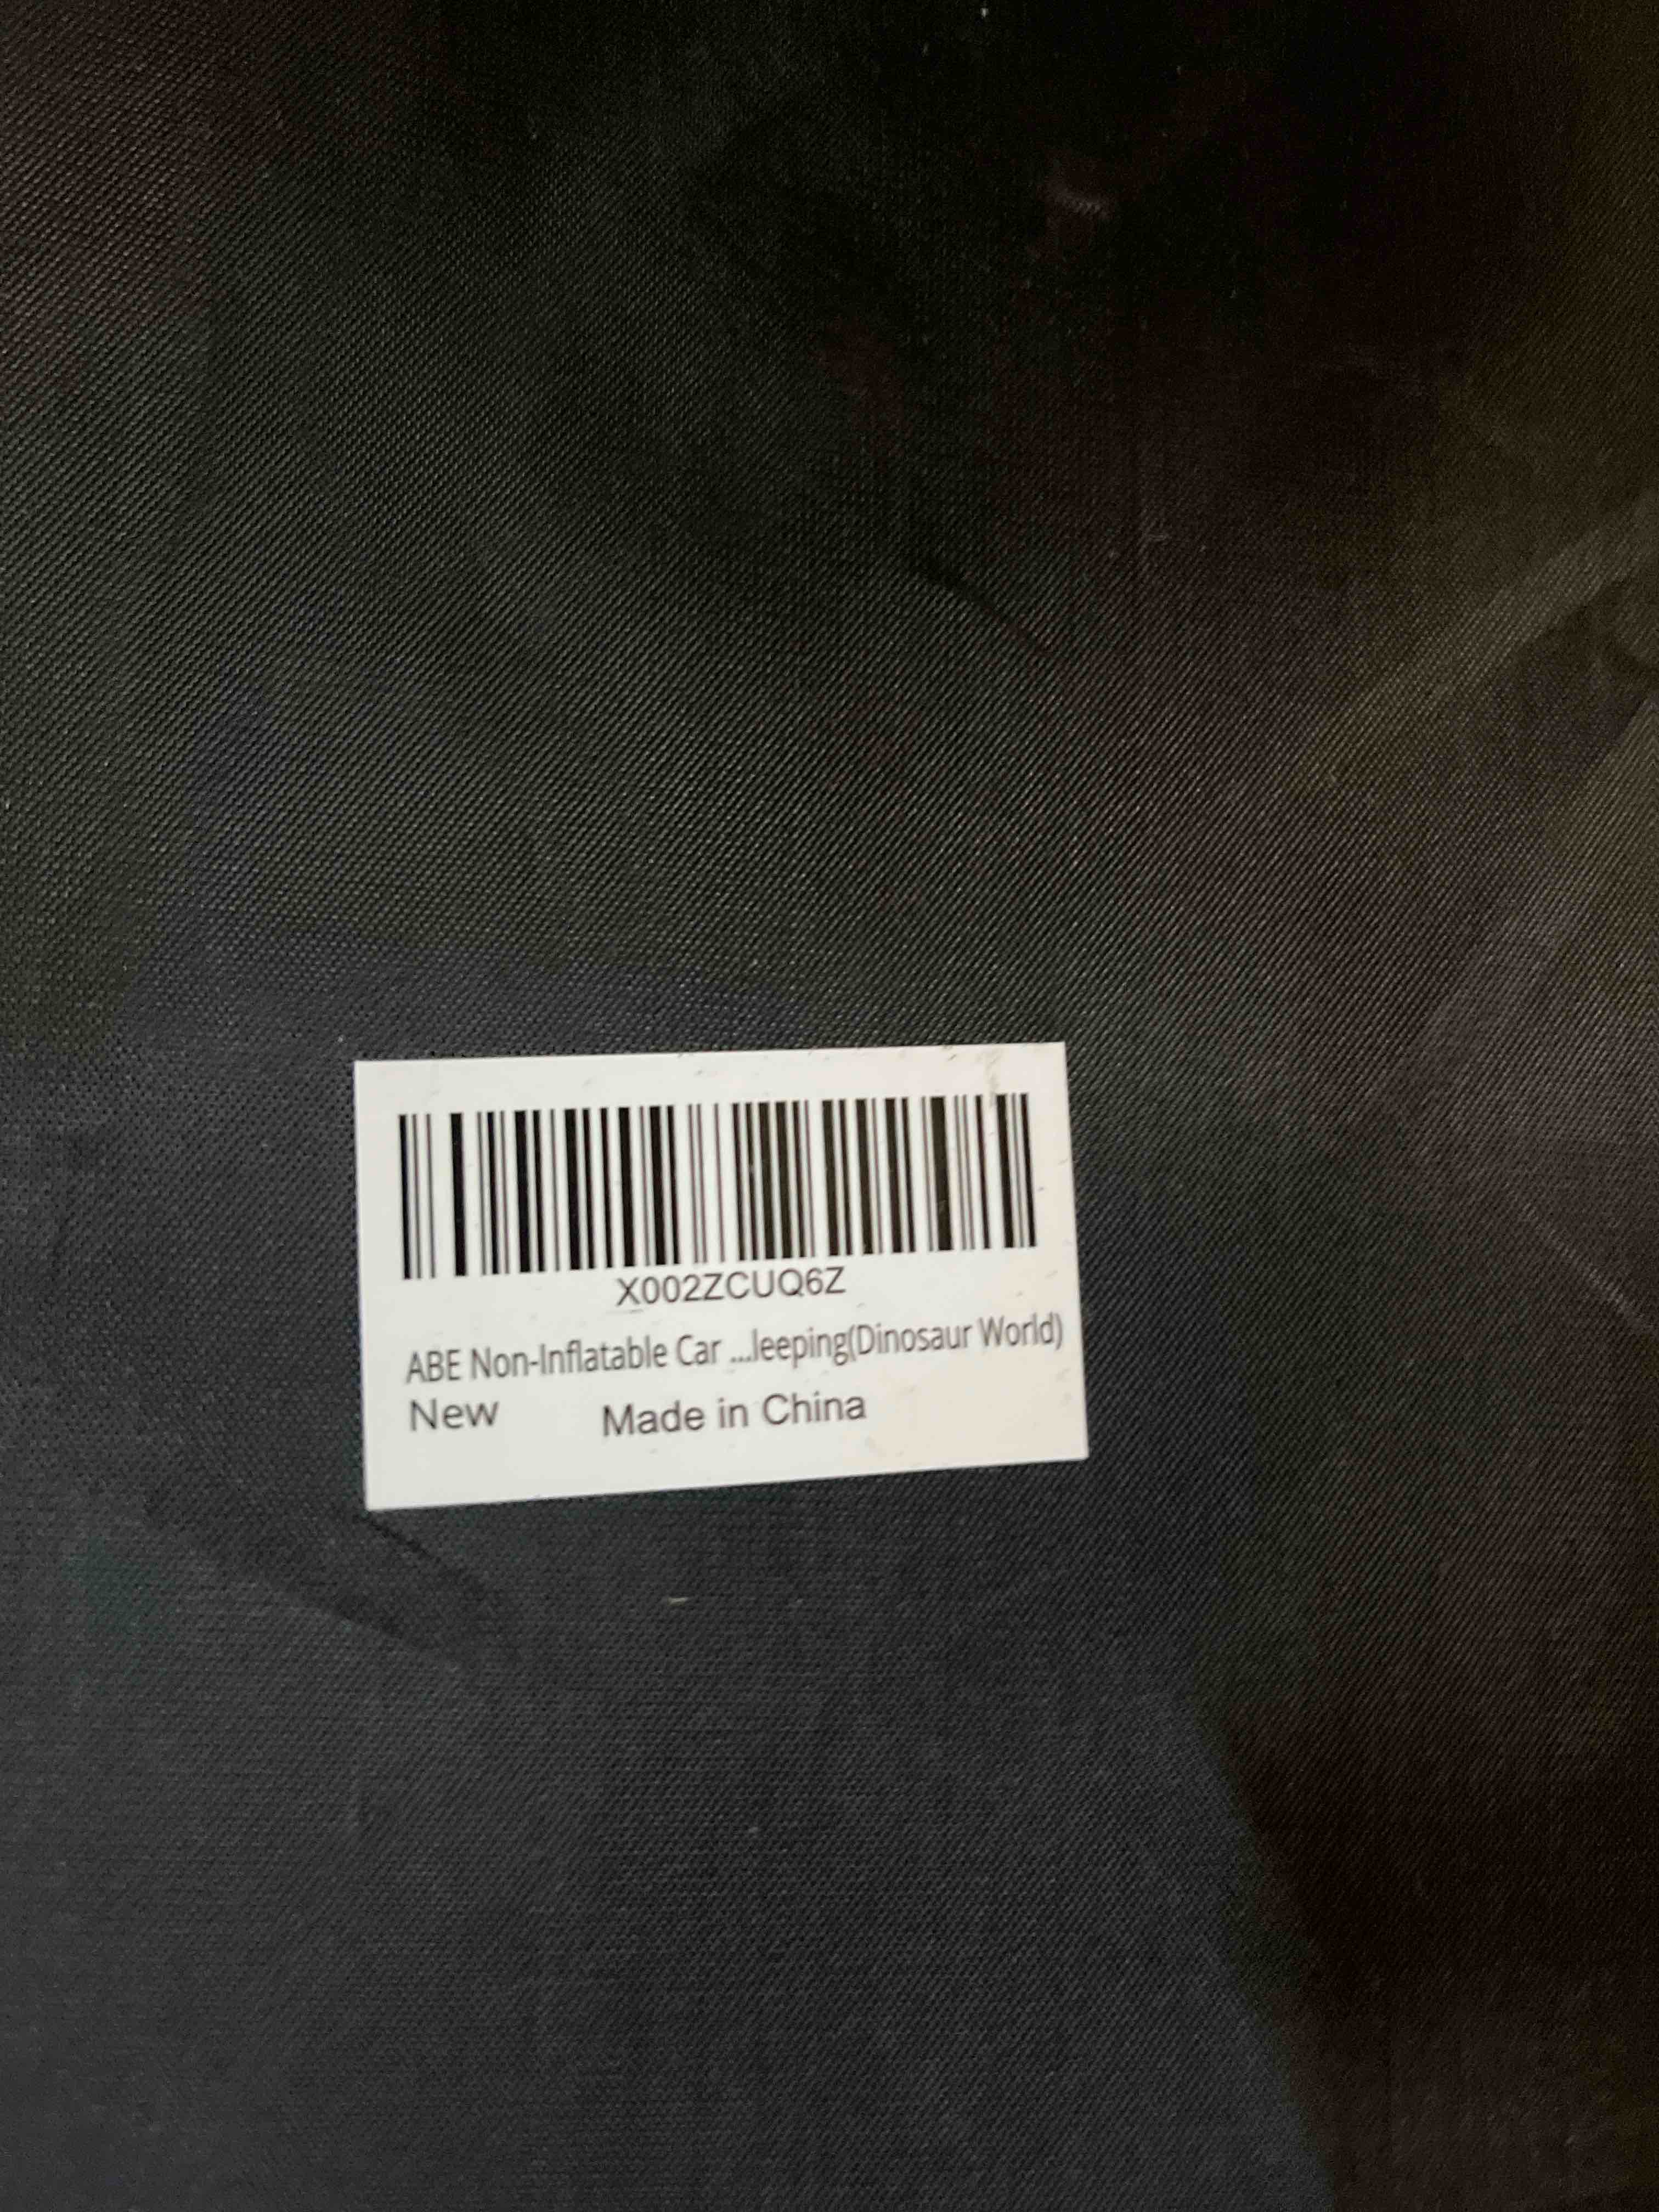 X002ZCUQ6Z
ABE Non-Inflatable Car ...leeping(Dinosaur World)
New Made in China